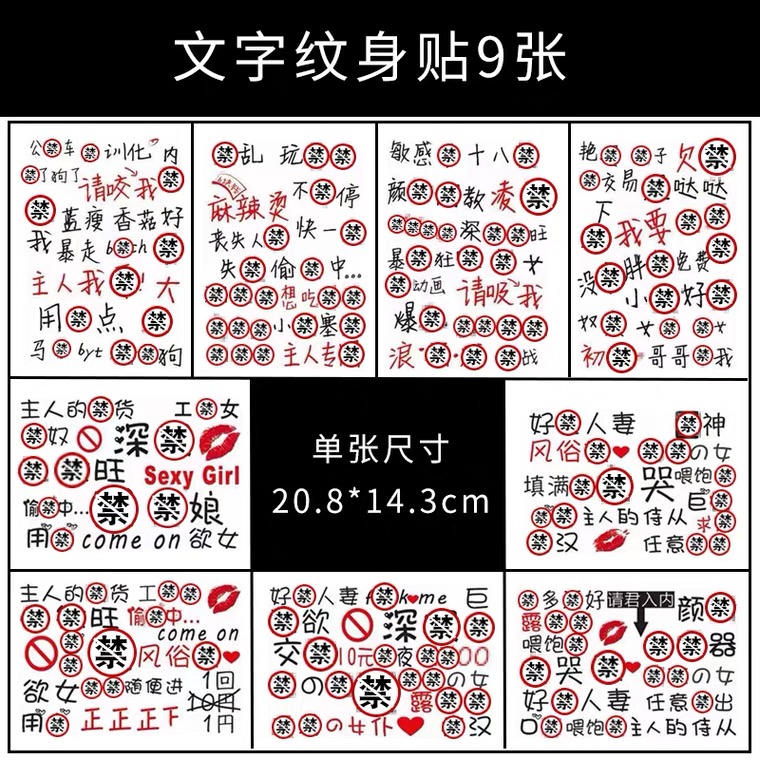 文字纹身贴9张
公禁车 禁 训化 内
禁了狗了 请咬我 禁
禁 蓝瘦 香菇 好
我 暴走 b禁ch 禁
主人 我 禁! 大
用禁点 禁
马 禁 byt 禁禁狗
禁乱 玩禁禁
麻辣烫 不禁停
丧失人禁 快一禁
失禁 偷禁中...
禁禁禁禁 想吃禁禁
禁禁禁 小禁塞禁
禁禁禁 主人专禁
敏感禁 十八禁
颜禁禁教 凌禁
禁禁禁禁 深禁禁旺
暴禁狂禁 禁
禁动画 请吸我
爆禁 禁禁禁禁
浪禁·禁·禁战
艳禁 禁子 欠禁
禁交易 禁哒哒
下禁 我要禁 禁
没禁 胖禁 免费禁
小禁好禁
奴禁 禁 禁
初禁 哥哥禁我
主人的禁货 工禁女
禁奴 深禁
禁 禁旺 Sexy Girl
偷禁中... 禁 禁娘
用禁 come on 欲女
单张尺寸
20.8*14.3cm
好禁人妻 禁神
风俗禁 禁禁の女
填满禁禁 哭 喂饱禁
巨禁
禁禁主人的侍从 求禁
禁汉 任意禁禁
主人的禁货 工禁禁
禁 禁旺 偷禁中...
come on
禁 禁 风俗禁
欲女 禁禁随便进 1回
用禁 正正正下 1円
好禁人妻 f禁k me 巨
禁欲 深禁禁
交禁 10元禁夜禁禁00
禁の禁 禁 禁禁の女
露禁禁
禁禁の女仆 禁汉
禁多禁好 请君入内 颜禁
露禁禁
喂饱禁 禁禁器
禁哭 禁 禁禁の女
好禁人妻 任意禁出
口禁 喂饱禁主人的侍从